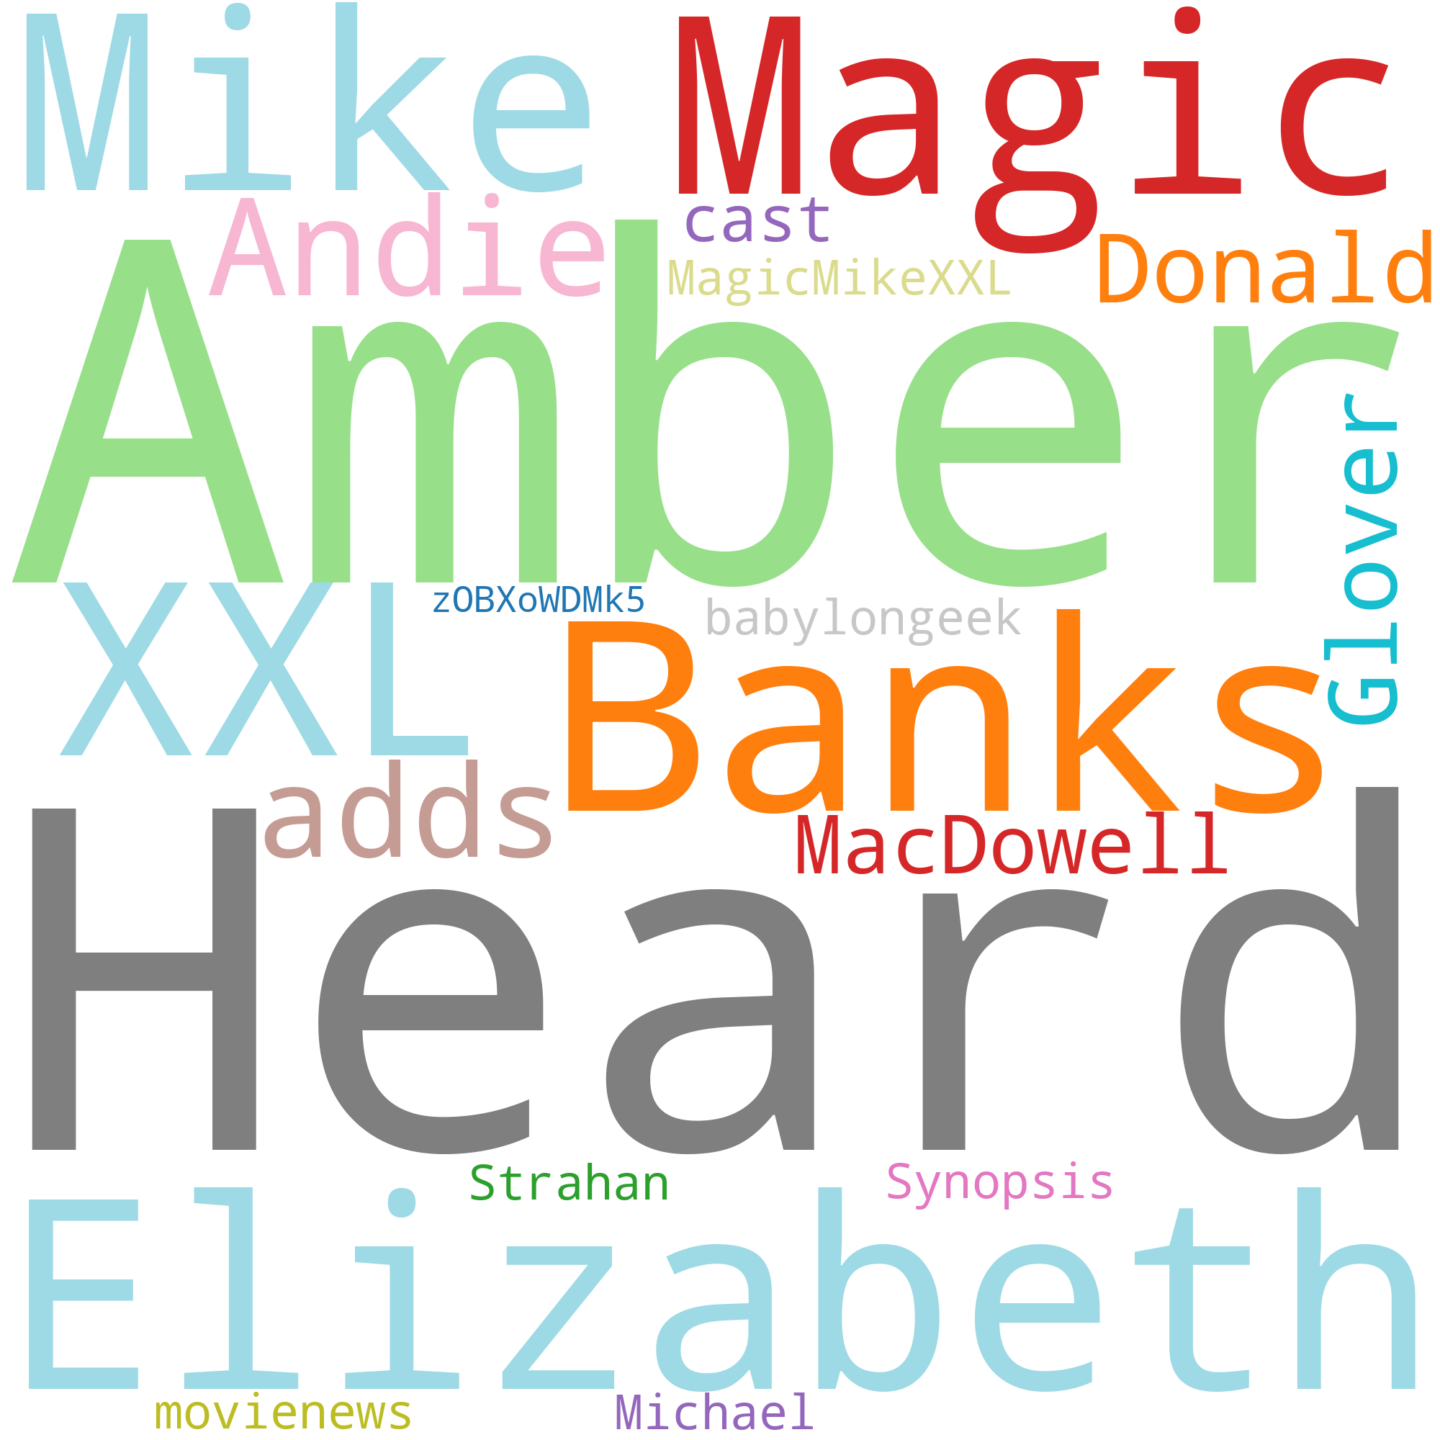 Mike Magic
Andie cast Donald
MagicMikeXXL
Amber
Glover
XXL zOBXoWDMk5 babylongeek
Banks
adds MacDowell
Heard
Strahan Synopsis
Elizabeth
movienews Michael